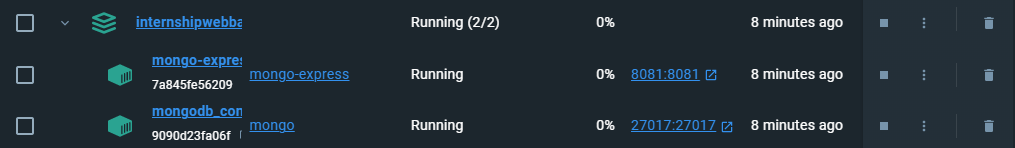 internshipwebba Running (2/2) 0% 8 minutes ago
mongo-expres
7a845fe56209 mongo-express Running 0% 8081:8081 8 minutes ago
mongodb_con
9090d23fa06f mongo Running 0% 27017:27017 8 minutes ago